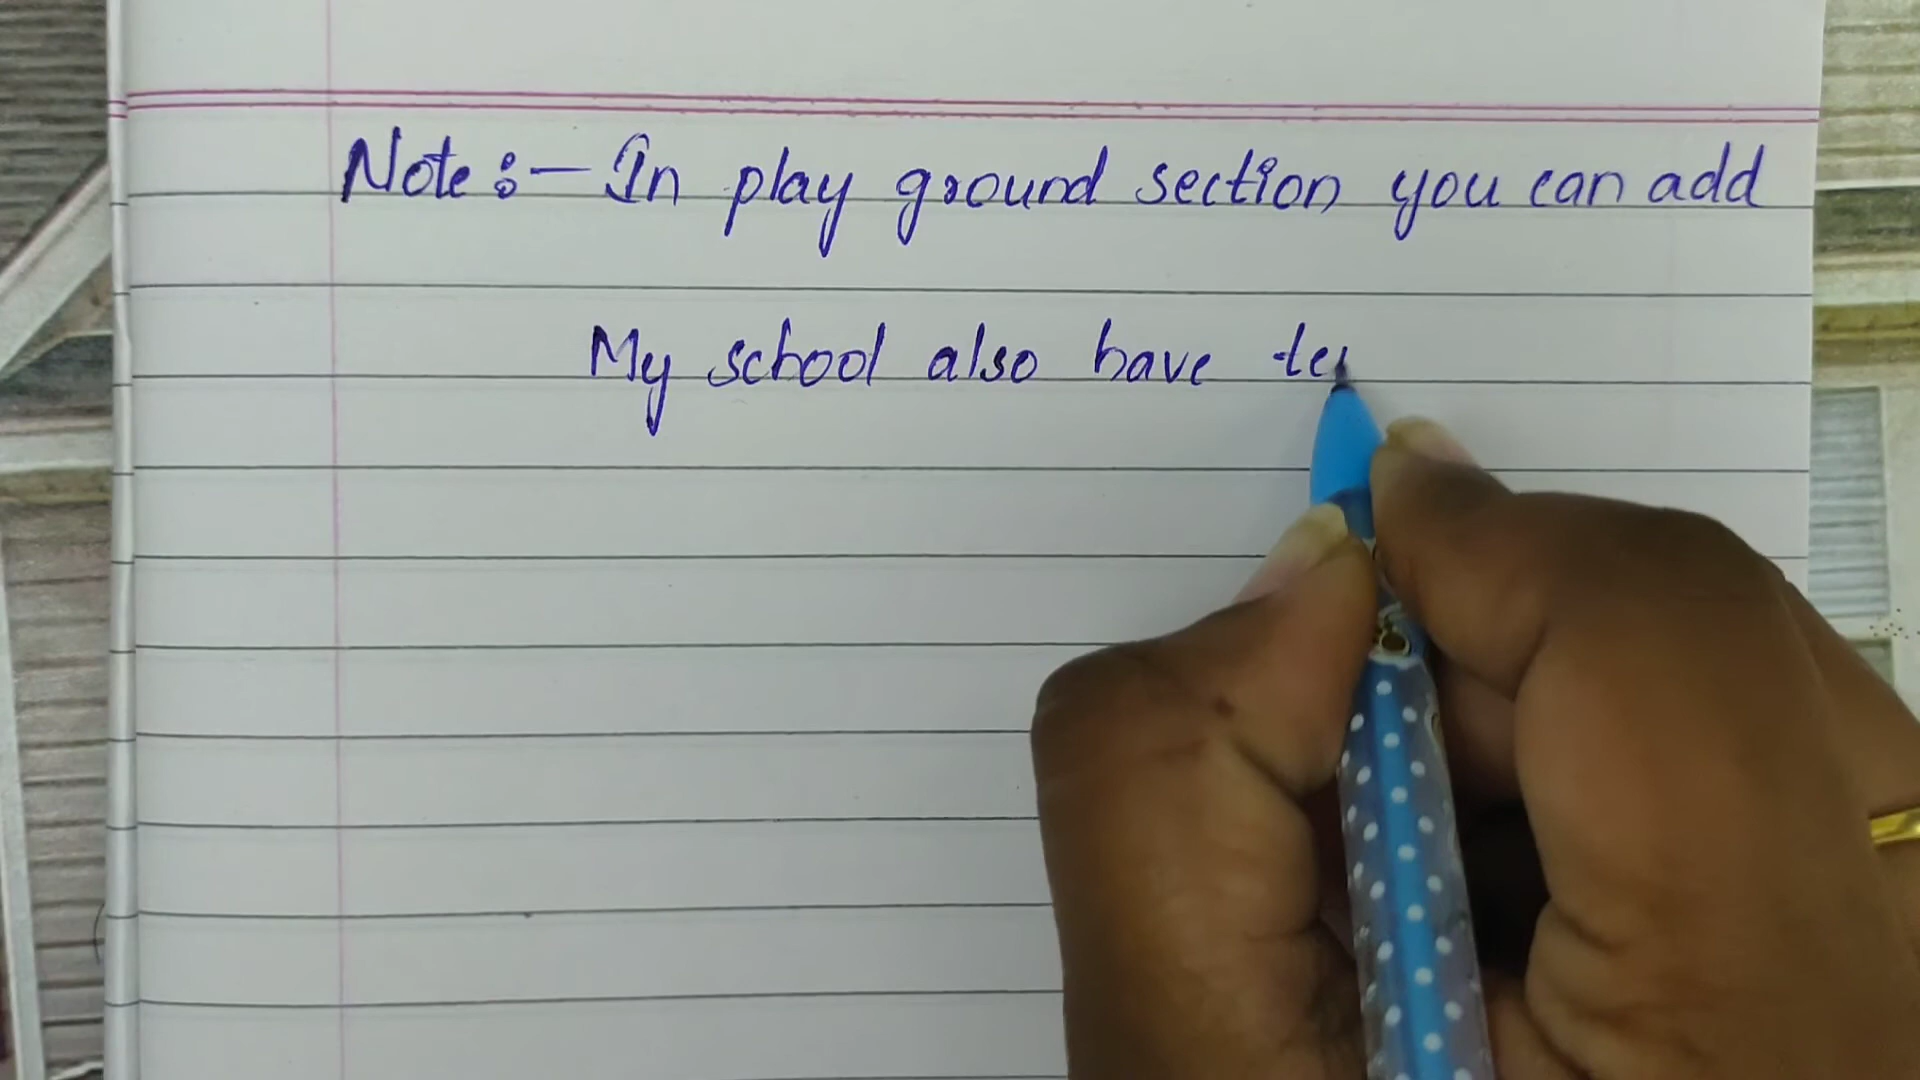 Note :- In play ground section you can add
My school also have